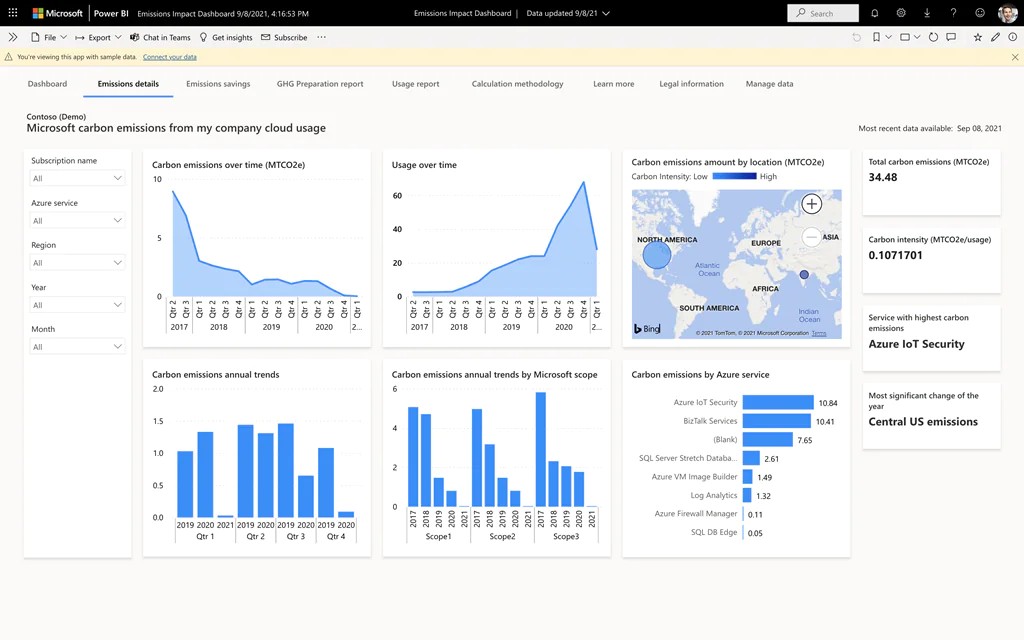 Microsoft Power BI Emissions Impact Dashboard 9/8/2021, 4:16:53 PM Emissions Impact Dashboard | Data updated 9/8/21 Search
File Export Chat in Teams Get insights Subscribe ...
You're viewing this app with sample data. Connect your data
Dashboard Emissions details Emissions savings GHG Preparation report Usage report Calculation methodology Learn more Legal information Manage data
Contoso (Demo)
Microsoft carbon emissions from my company cloud usage
Most recent data available: Sep 08, 2021
Subscription name
All
Azure service
All
Region
All
Year
All
Month
All
Carbon emissions over time (MTCO2e)
10
5
0
Qtr 2 Qtr 3 Qtr 1 Qtr 2 Qtr 3 Qtr 4 Qtr 1 Qtr 2 Qtr 3 Qtr 4 Qtr 1 Qtr 2 Qtr 3 Qtr 4 Qtr 1
2017 2018 2019 2020 2...
Usage over time
60
40
20
0
Qtr 2 Qtr 3 Qtr 1 Qtr 2 Qtr 3 Qtr 4 Qtr 1 Qtr 2 Qtr 3 Qtr 4 Qtr 1 Qtr 2 Qtr 3 Qtr 4 Qtr 1
2017 2018 2019 2020 2...
Carbon emissions amount by location (MTCO2e)
Carbon Intensity: Low High
NORTH AMERICA
EUROPE
ASIA
Atlantic
Ocean
AFRICA
SOUTH AMERICA
Indian
Ocean
Bing
© 2021 TomTom, © 2021 Microsoft Corporation Terms
Total carbon emissions (MTCO2e)
34.48
Carbon intensity (MTCO2e/usage)
0.1071701
Service with highest carbon
emissions
Azure IoT Security
Most significant change of the
year
Central US emissions
Carbon emissions annual trends
2.0
1.5
1.0
0.5
0.0
2019 2020 2021 2019 2020 2019 2020 2019 2020
Qtr 1 Qtr 2 Qtr 3 Qtr 4
Carbon emissions annual trends by Microsoft scope
6
4
2
0
2017 2018 2019 2020 2021 2017 2018 2019 2020 2021 2017 2018 2019 2020 2021
Scope1 Scope2 Scope3
Carbon emissions by Azure service
Azure IoT Security 10.84
BizTalk Services 10.41
(Blank) 7.65
SQL Server Stretch Databa... 2.61
Azure VM Image Builder 1.49
Log Analytics 1.32
Azure Firewall Manager 0.11
SQL DB Edge 0.05